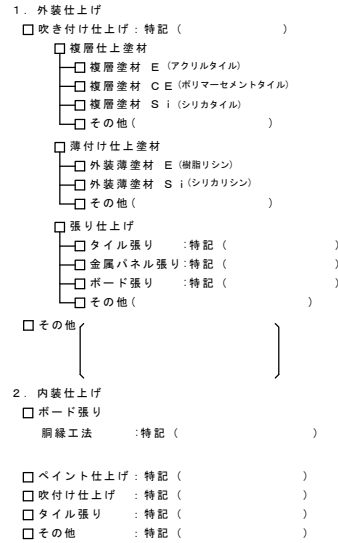 1. 外装仕上げ
□吹き付け仕上げ：特記（　　　　　　　　）
□複層仕上塗材
□複層塗材 E（アクリルタイル）
□複層塗材 CE（ポリマーセメントタイル）
□複層塗材 Si（シリカタイル）
□その他(　　　　　　　　　　)
□薄付け仕上塗材
□外装薄塗材 E（樹脂リシン）
□外装薄塗材 Si（シリカリシン）
□その他(　　　　　　　　　　)
□張り仕上げ
□タイル張り　：特記（　　　　　　　　）
□金属パネル張り：特記（　　　　　　　　）
□ボード張り　：特記（　　　　　　　　）
□その他(　　　　　　　　　　　　)
□その他
2. 内装仕上げ
□ボード張り
胴縁工法　：特記（　　　　　　　　　　）
□ペイント仕上げ：特記（　　　　　　　　）
□吹付け仕上げ：特記（　　　　　　　　）
□タイル張り　：特記（　　　　　　　　）
□その他　　　：特記（　　　　　　　　）